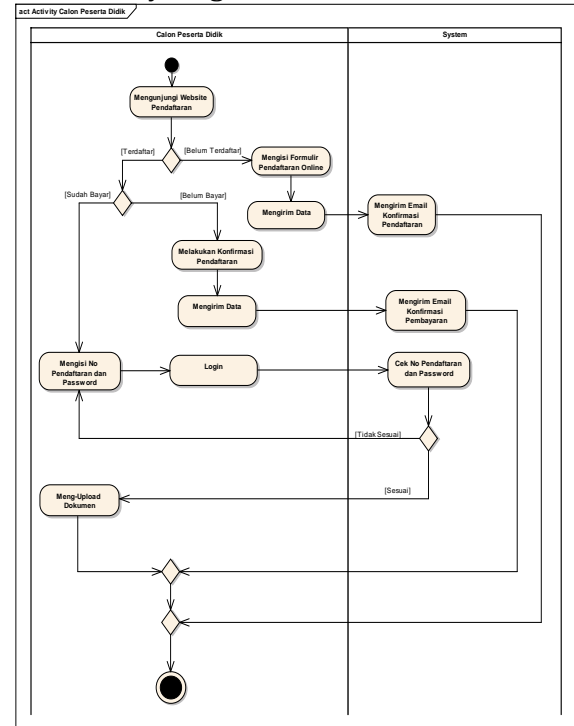 act Activity Calon Peserta Didik
Calon Peserta Didik
System
Mengunjungi Website
Pendaftaran
[Terdaftar]
[Belum Terdaftar]
Mengisi Formulir
Pendaftaran Online
[Sudah Bayar]
[Belum Bayar]
Mengirim Data
Mengirim Email
Konfirmasi
Pendaftaran
Melakukan Konfirmasi
Pendaftaran
Mengirim Data
Mengirim Email
Konfirmasi
Pembayaran
Mengisi No
Pendaftaran dan
Password
Login
Cek No Pendaftaran
dan Password
[Tidak Sesuai]
[Sesuai]
Meng-Upload
Dokumen